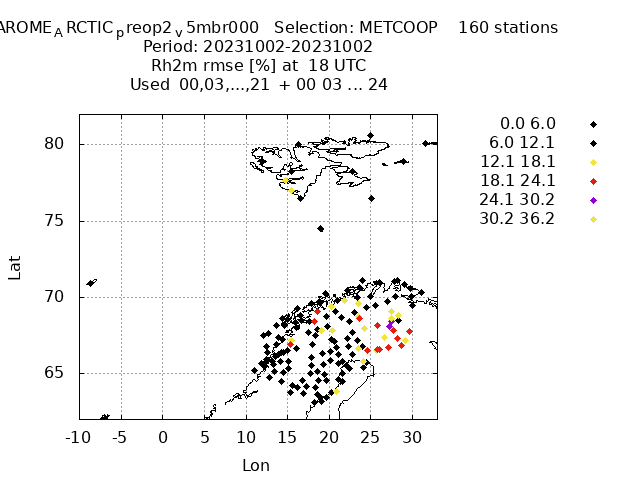 AROME_A RCTIC_p reop2_v 5mbr000 Selection: METCOOP 160 stations
Period: 20231002-20231002
Rh2m rmse [%] at 18 UTC
Used 00,03,...,21 + 00 03 ... 24
0.0 6.0
6.0 12.1
12.1 18.1
18.1 24.1
24.1 30.2
30.2 36.2
Lat
80
75
70
65
-10 -5 0 5 10 15 20 25 30
Lon